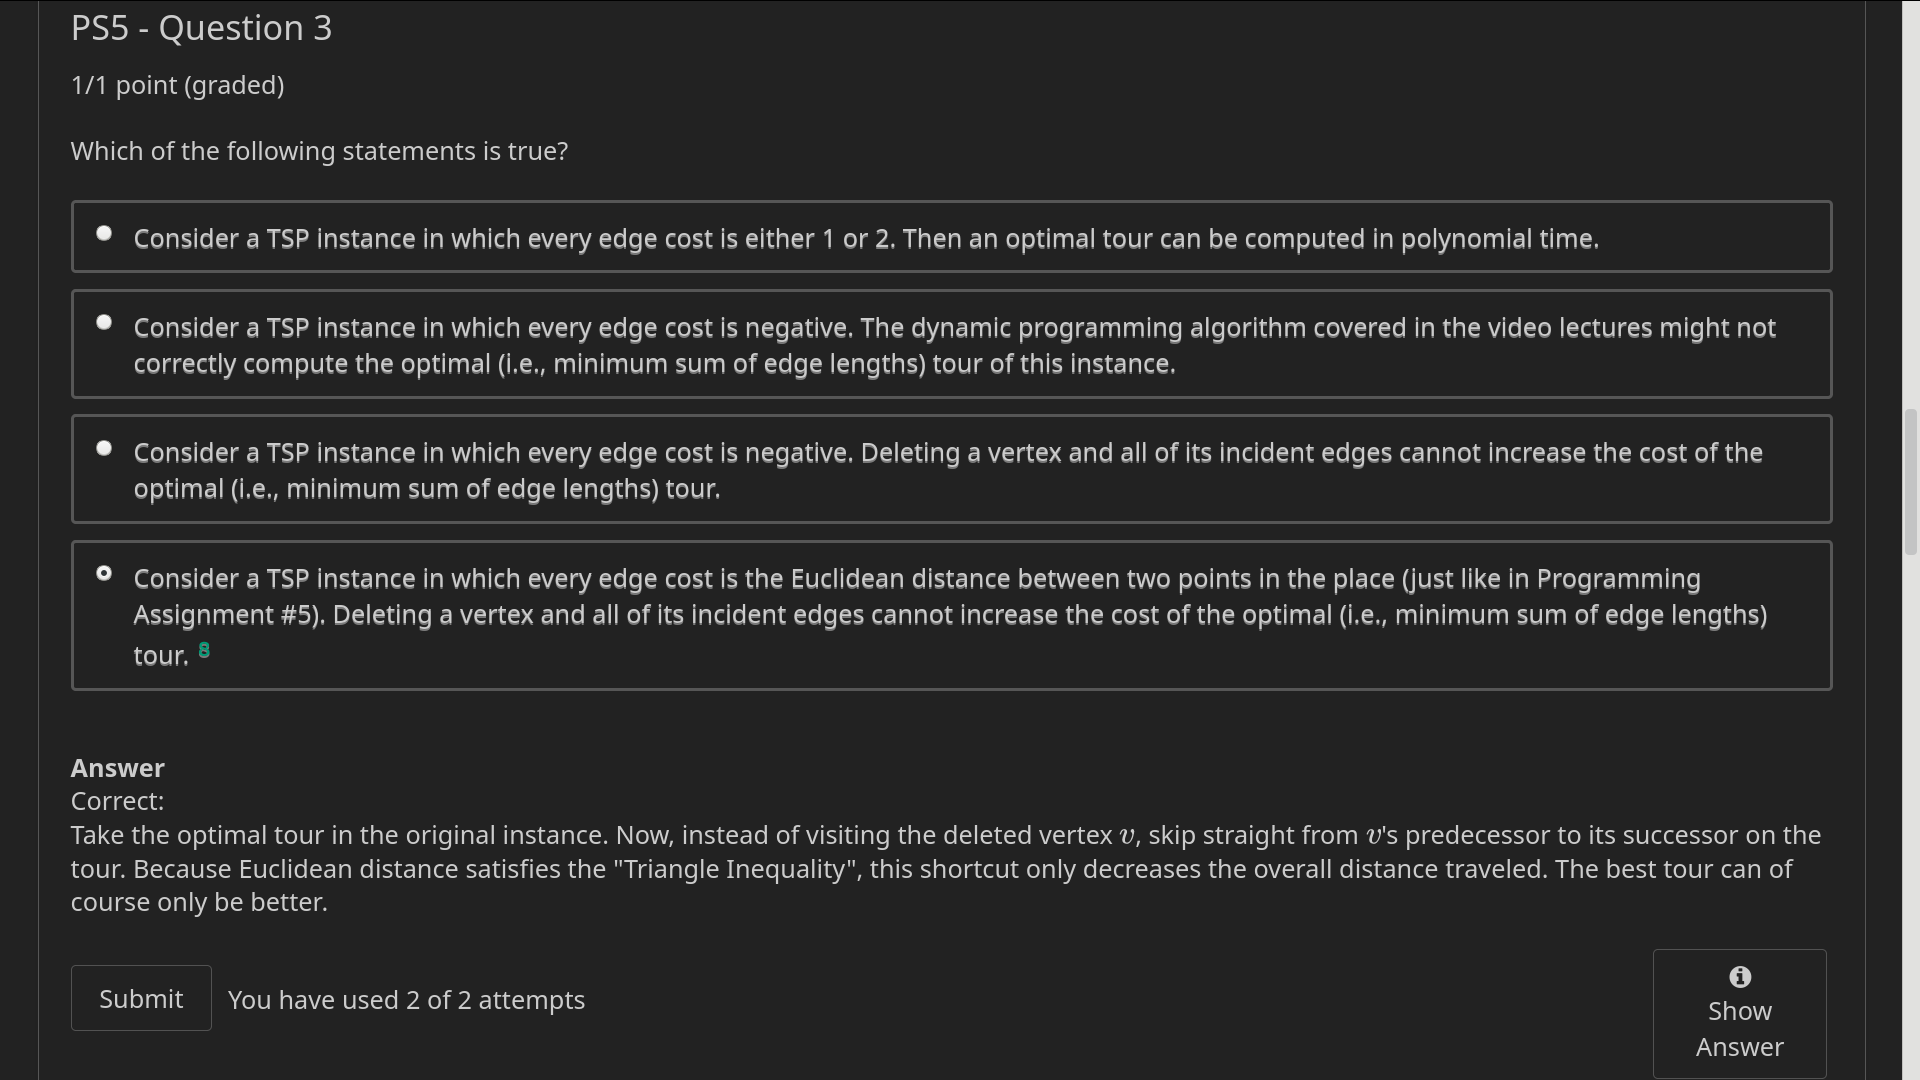 PS5 - Question 3
1/1 point (graded)
Which of the following statements is true?
Consider a TSP instance in which every edge cost is either 1 or 2. Then an optimal tour can be computed in polynomial time.
Consider a TSP instance in which every edge cost is negative. The dynamic programming algorithm covered in the video lectures might not
correctly compute the optimal (i.e., minimum sum of edge lengths) tour of this instance.
Consider a TSP instance in which every edge cost is negative. Deleting a vertex and all of its incident edges cannot increase the cost of the
optimal (i.e., minimum sum of edge lengths) tour.
Consider a TSP instance in which every edge cost is the Euclidean distance between two points in the place (just like in Programming
Assignment #5). Deleting a vertex and all of its incident edges cannot increase the cost of the optimal (i.e., minimum sum of edge lengths)
tour.
Answer
Correct:
Take the optimal tour in the original instance. Now, instead of visiting the deleted vertex v, skip straight from v's predecessor to its successor on the
tour. Because Euclidean distance satisfies the "Triangle Inequality", this shortcut only decreases the overall distance traveled. The best tour can of
course only be better.
Submit You have used 2 of 2 attempts
Show
Answer